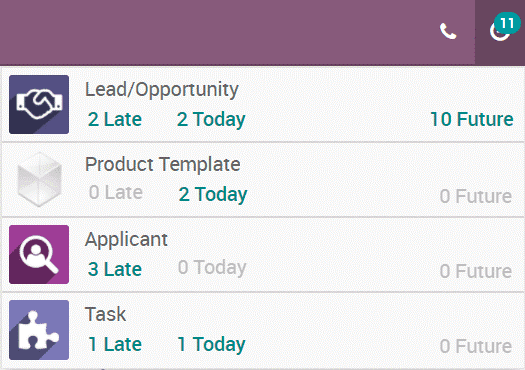 11
Lead/Opportunity
2 Late 2 Today 10 Future
Product Template
0 Late 2 Today 0 Future
Applicant
3 Late 0 Today 0 Future
Task
1 Late 1 Today 0 Future